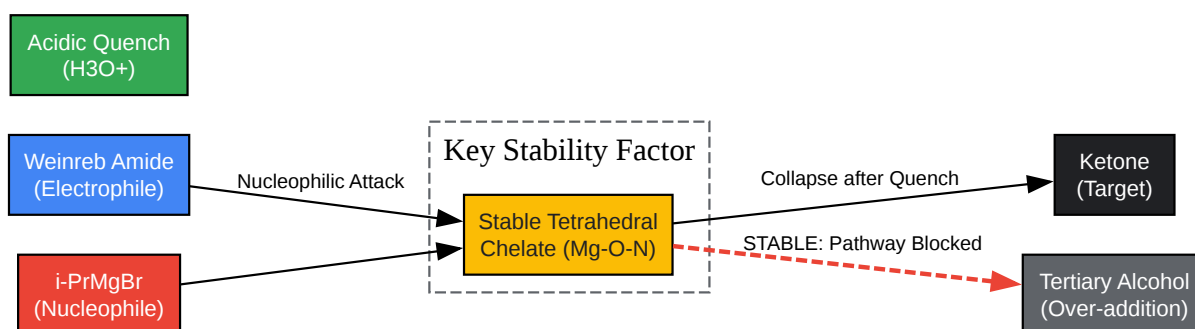 Acidic Quench
(H3O+)
Weinreb Amide
(Electrophile)
i-PrMgBr
(Nucleophile)
Nucleophilic Attack
Key Stability Factor
Stable Tetrahedral
Chelate (Mg-O-N)
Collapse after Quench
STABLE: Pathway Blocked
Ketone
(Target)
Tertiary Alcohol
(Over-addition)